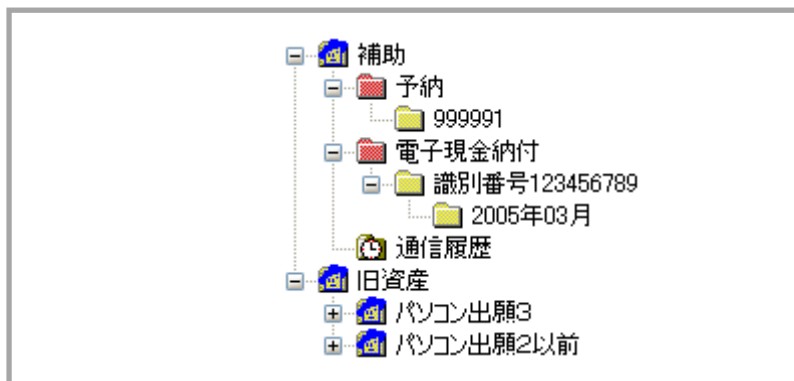 補助
予納
999991
電子現金納付
識別番号123456789
2005年03月
通信履歴
旧資産
パソコン出願3
パソコン出願2以前